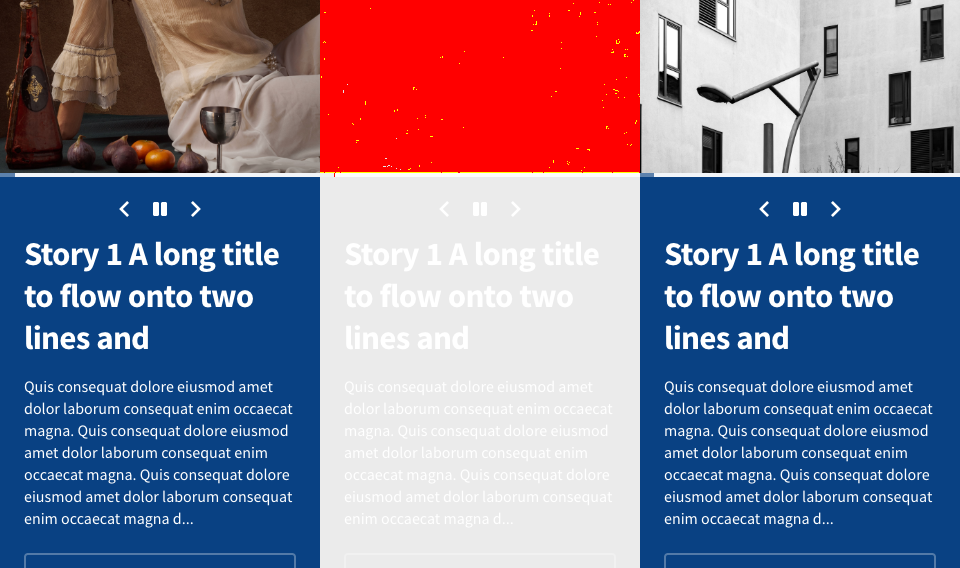 Story 1 A long title
to flow onto two
lines and
Quis consequat dolore eiusmod amet
dolor laborum consequat enim occaecat
magna. Quis consequat dolore eiusmod
amet dolor laborum consequat enim
occaecat magna. Quis consequat dolore
eiusmod amet dolor laborum consequat
enim occaecat magna d...
Story 1 A long title
to flow onto two
lines and
Quis consequat dolore eiusmod amet
dolor laborum consequat enim occaecat
magna. Quis consequat dolore eiusmod
amet dolor laborum consequat enim
occaecat magna. Quis consequat dolore
eiusmod amet dolor laborum consequat
enim occaecat magna d...
Story 1 A long title
to flow onto two
lines and
Quis consequat dolore eiusmod amet
dolor laborum consequat enim occaecat
magna. Quis consequat dolore eiusmod
amet dolor laborum consequat enim
occaecat magna. Quis consequat dolore
eiusmod amet dolor laborum consequat
enim occaecat magna d...